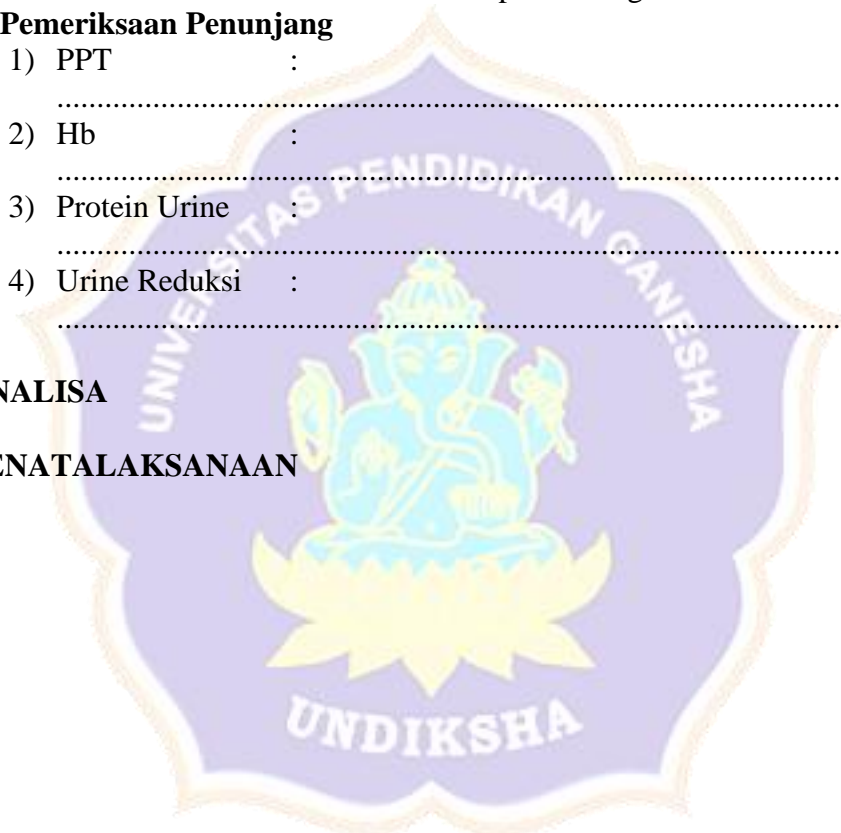 Pemeriksaan Penunjang
1) PPT :
..................................................................................................
2) Hb :
..................................................................................................
3) Protein Urine :
..................................................................................................
4) Urine Reduksi :
..................................................................................................
NALISA
ENATALAKSANAAN
UNIVERSITAS PENDIDIKAN GANESHA
UNDIKSHA